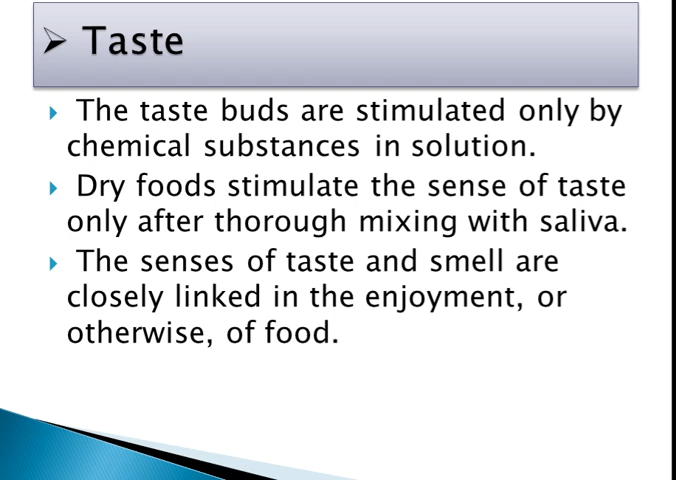 Taste
The taste buds are stimulated only by
chemical substances in solution.
Dry foods stimulate the sense of taste
only after thorough mixing with saliva.
The senses of taste and smell are
closely linked in the enjoyment, or
otherwise, of food.